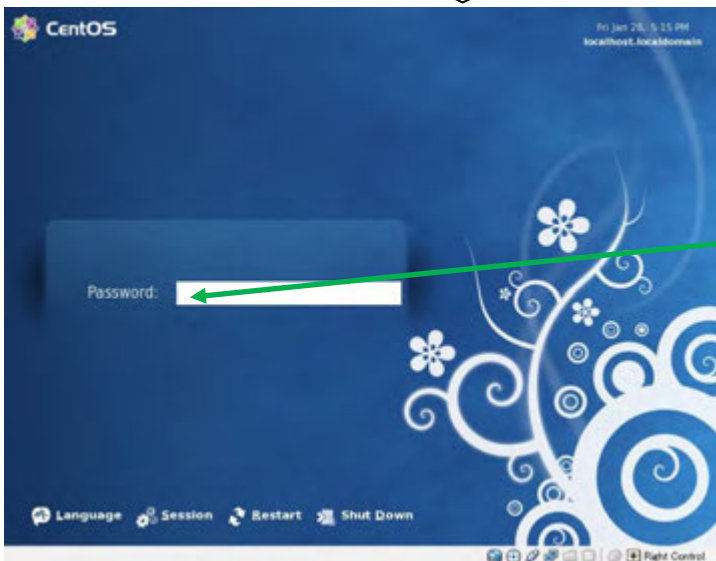 CentOS
Fri Jan 28, 5:15 PM
localhost.localdomain
Password:
Language Session Restart Shut Down
Right Control